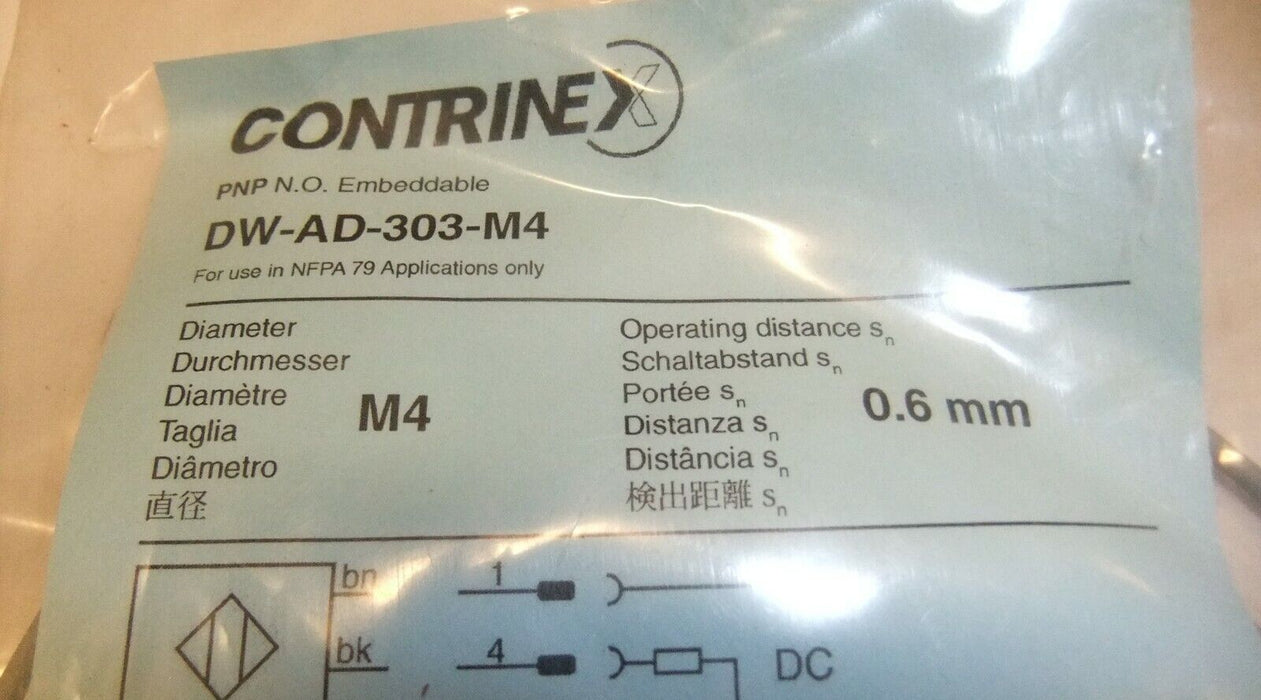 CONTRINEX
PNP N.O. Embeddable
DW-AD-303-M4
For use in NFPA 79 Applications only
Diameter
Durchmesser
Diamètre
Taglia
Diâmetro
直径
M4
Operating distance sn
Schaltabstand sn
Portée sn
Distanza sn
Distância sn
検出距離 sn
0.6 mm
bn 1
bk 4 DC